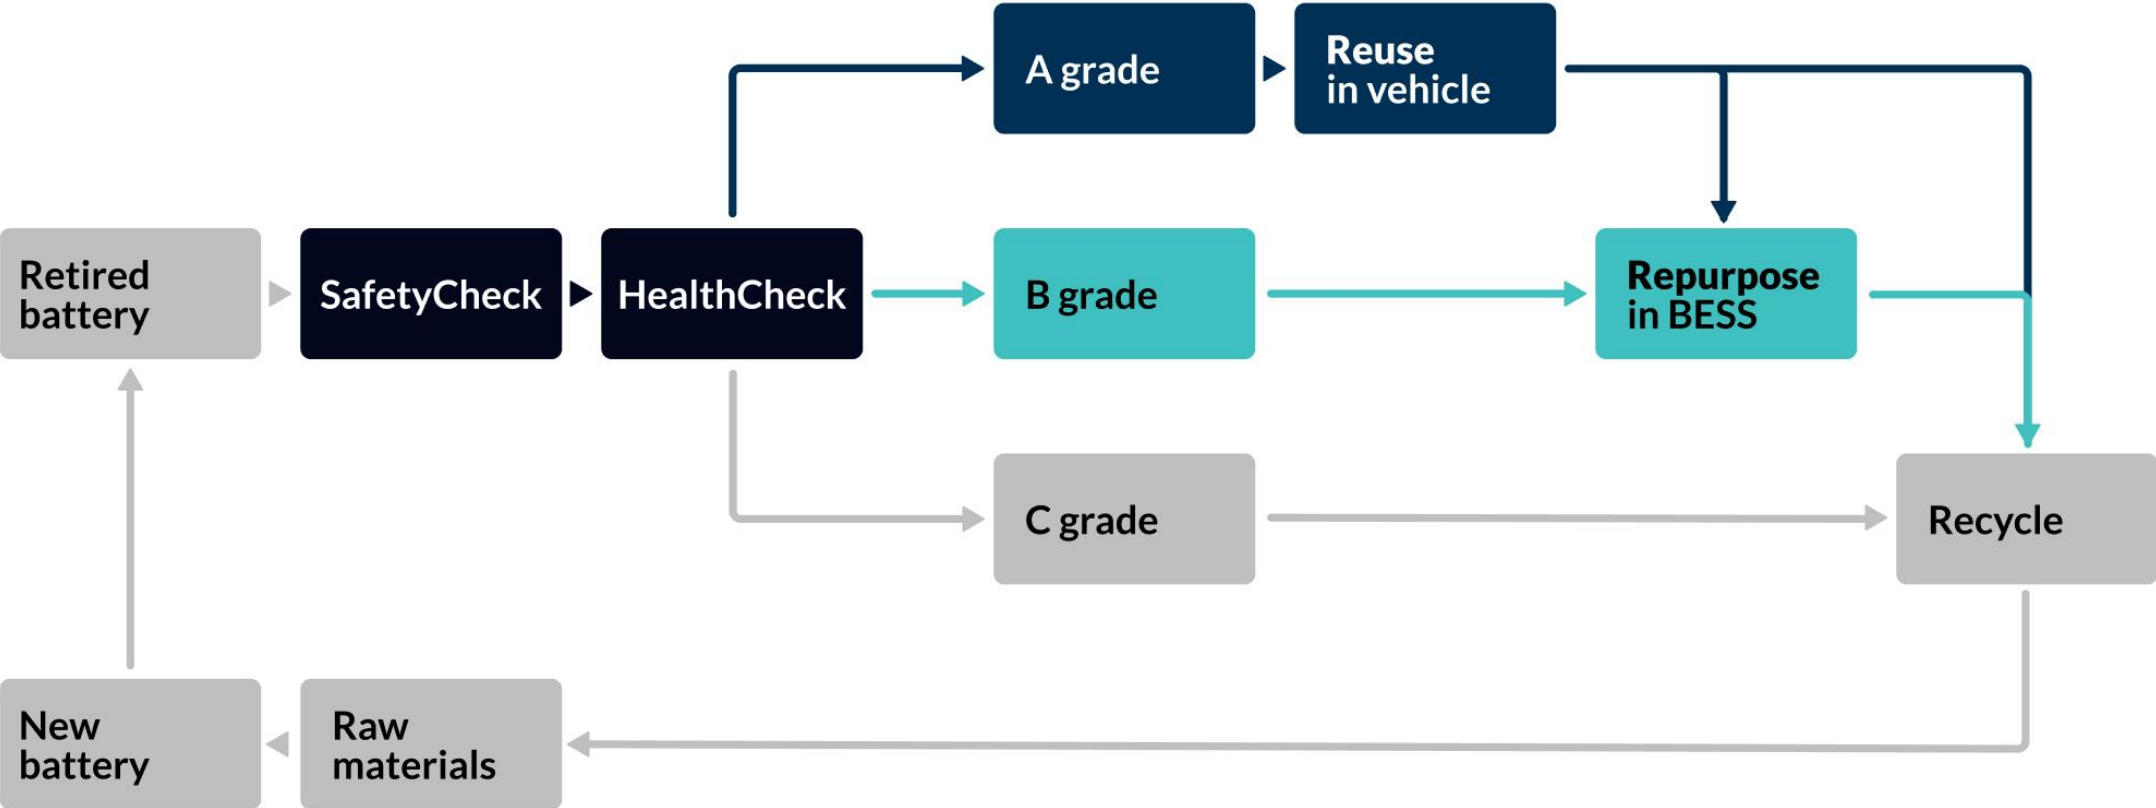 A grade
Reuse
in vehicle
Retired
battery
SafetyCheck
HealthCheck
B grade
Repurpose
in BESS
C grade
Recycle
New
battery
Raw
materials